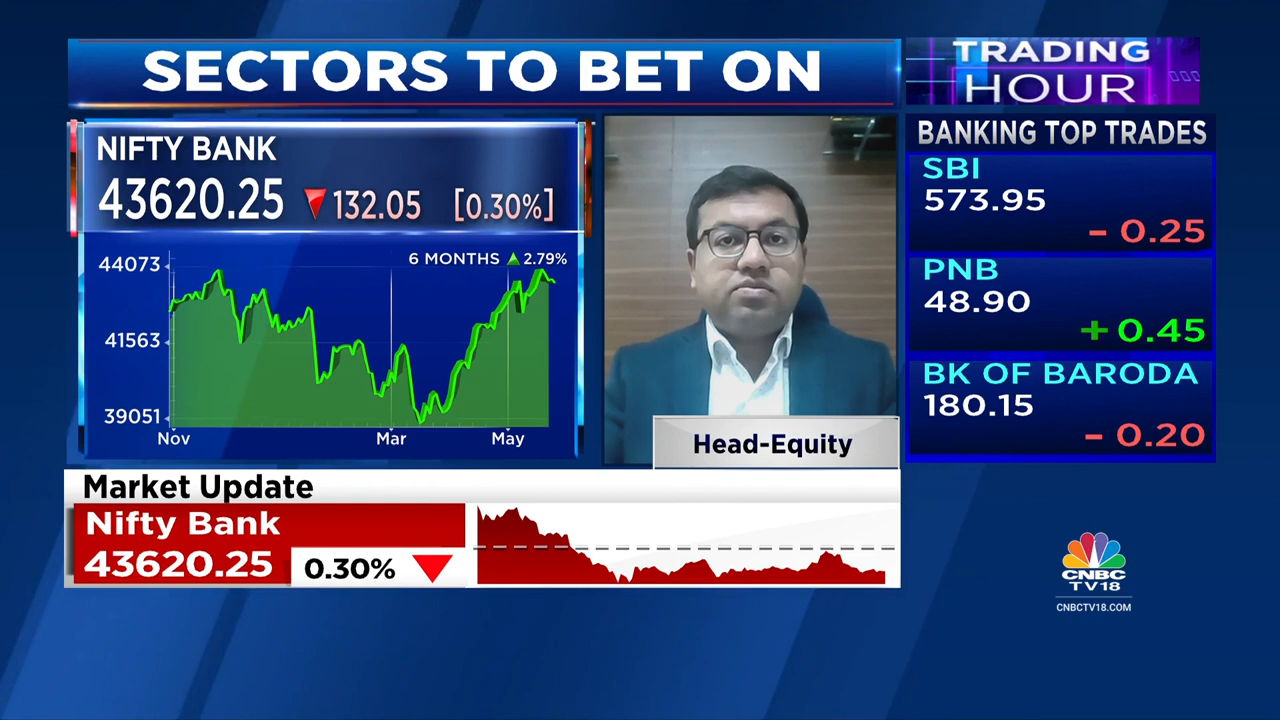 SECTORS TO BET ON
TRADING
HOUR
NIFTY BANK
43620.25 ▼ 132.05 [0.30%]
6 MONTHS ▲ 2.79%
44073
41563
39051
Nov Mar May
Head-Equity
BANKING TOP TRADES
SBI
573.95
- 0.25
PNB
48.90
+ 0.45
BK OF BARODA
180.15
- 0.20
Market Update
Nifty Bank
43620.25 0.30% ▼
CNBC
TV18
CNBCTV18.COM